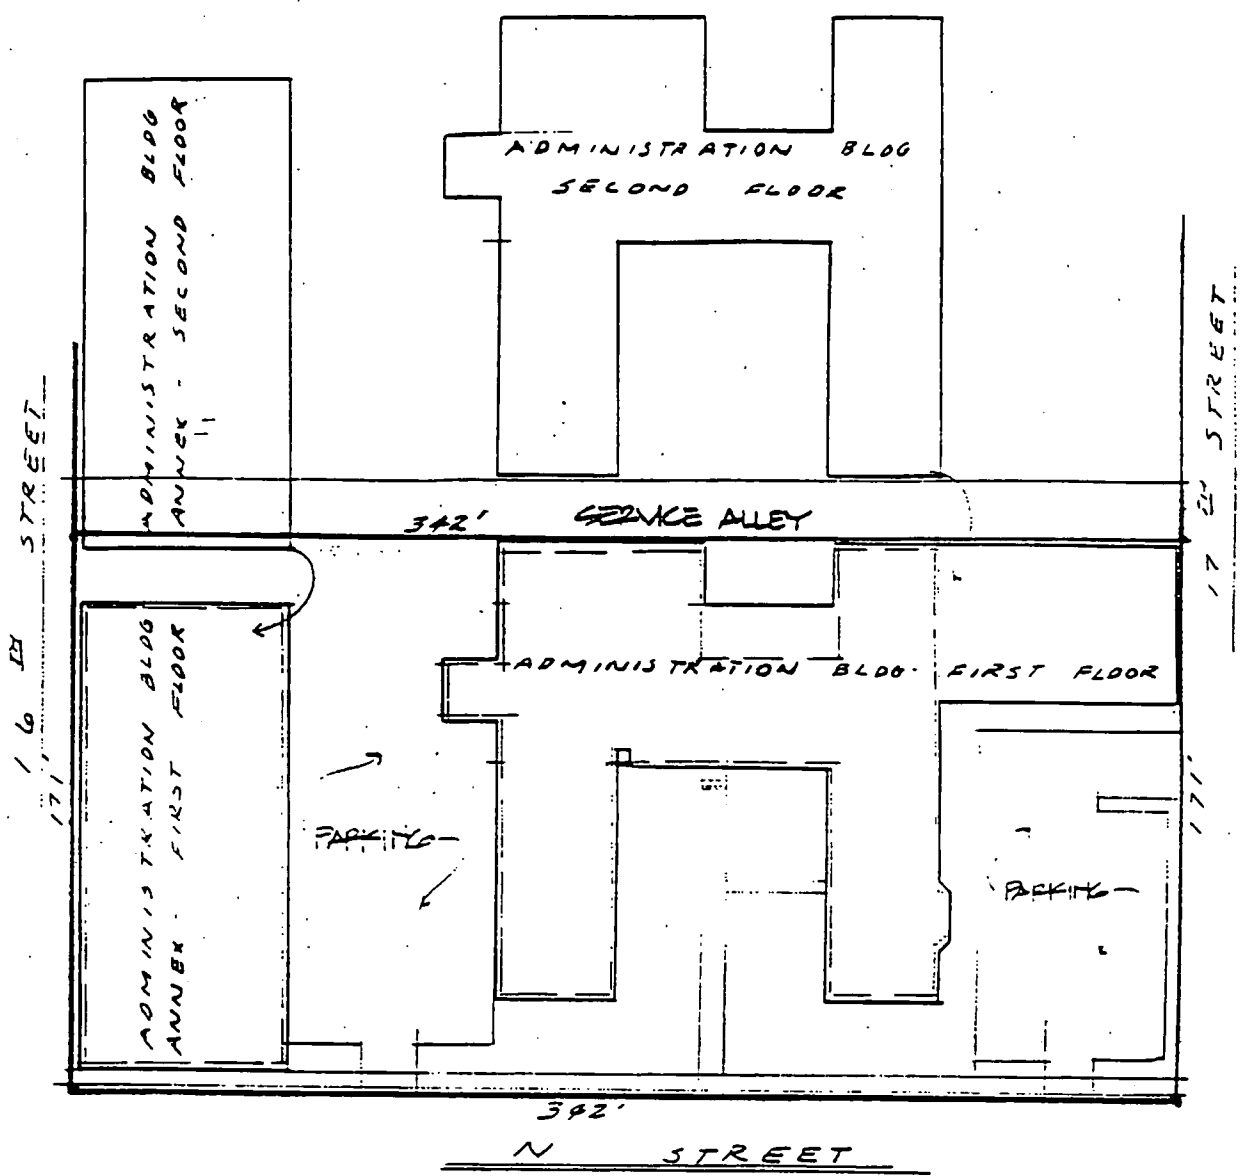 ADMINISTRATION BLDG
SECOND FLOOR
ADMINISTRATION BLDG
ANNEX - SECOND FLOOR
16 TH STREET
17 TH STREET
342'
SERVICE ALLEY
ADMINISTRATION BLDG. FIRST FLOOR
ADMINISTRATION BLDG
ANNEX - FIRST FLOOR
171'
171'
PARKING
PARKING
342'
N STREET